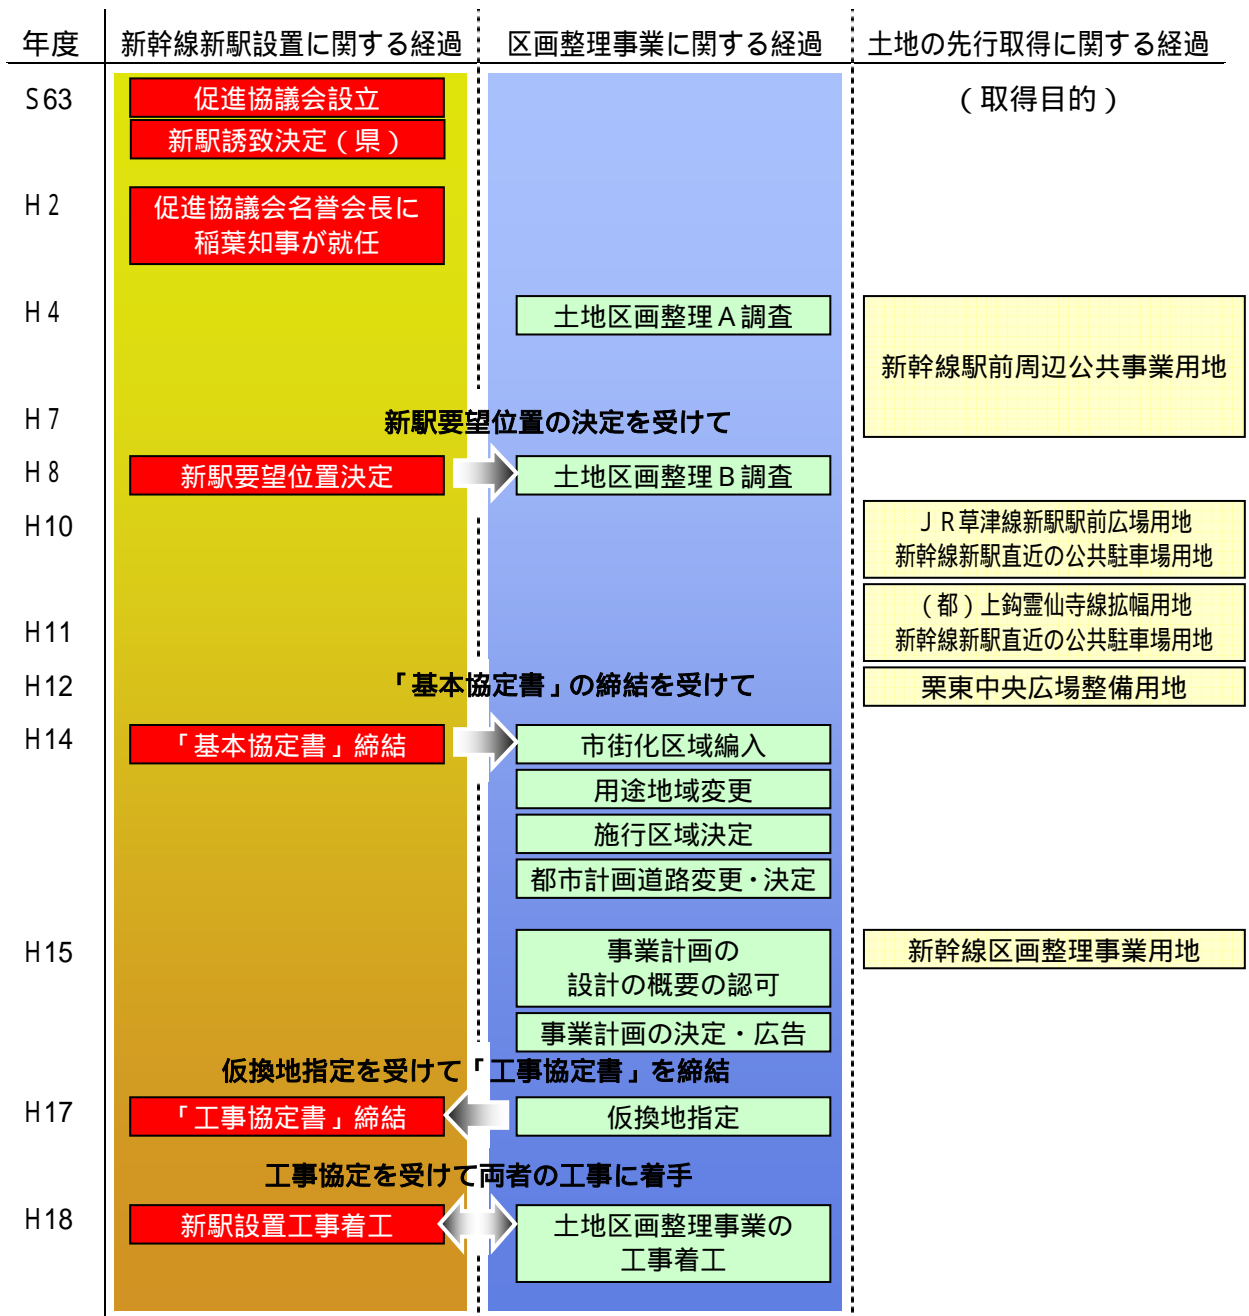 年度
新幹線新駅設置に関する経過
区画整理事業に関する経過
土地の先行取得に関する経過
S63
促進協議会設立
(取得目的)
新駅誘致決定(県)
H2
促進協議会名誉会長に
稲葉知事が就任
H4
土地区画整理A調査
新幹線駅前周辺公共事業用地
H7
新駅要望位置の決定を受けて
H8
新駅要望位置決定
土地区画整理B調査
H10
JR草津線新駅駅前広場用地
新幹線新駅直近の公共駐車場用地
H11
(都)上鈎霊仙寺線拡幅用地
新幹線新駅直近の公共駐車場用地
H12
「基本協定書」の締結を受けて
栗東中央広場整備用地
H14
「基本協定書」締結
市街化区域編入
用途地域変更
施行区域決定
都市計画道路変更・決定
H15
事業計画の
設計の概要の認可
新幹線区画整理事業用地
事業計画の決定・広告
仮換地指定を受けて「工事協定書」を締結
H17
「工事協定書」締結
仮換地指定
工事協定を受けて両者の工事に着手
H18
新駅設置工事着工
土地区画整理事業の
工事着工